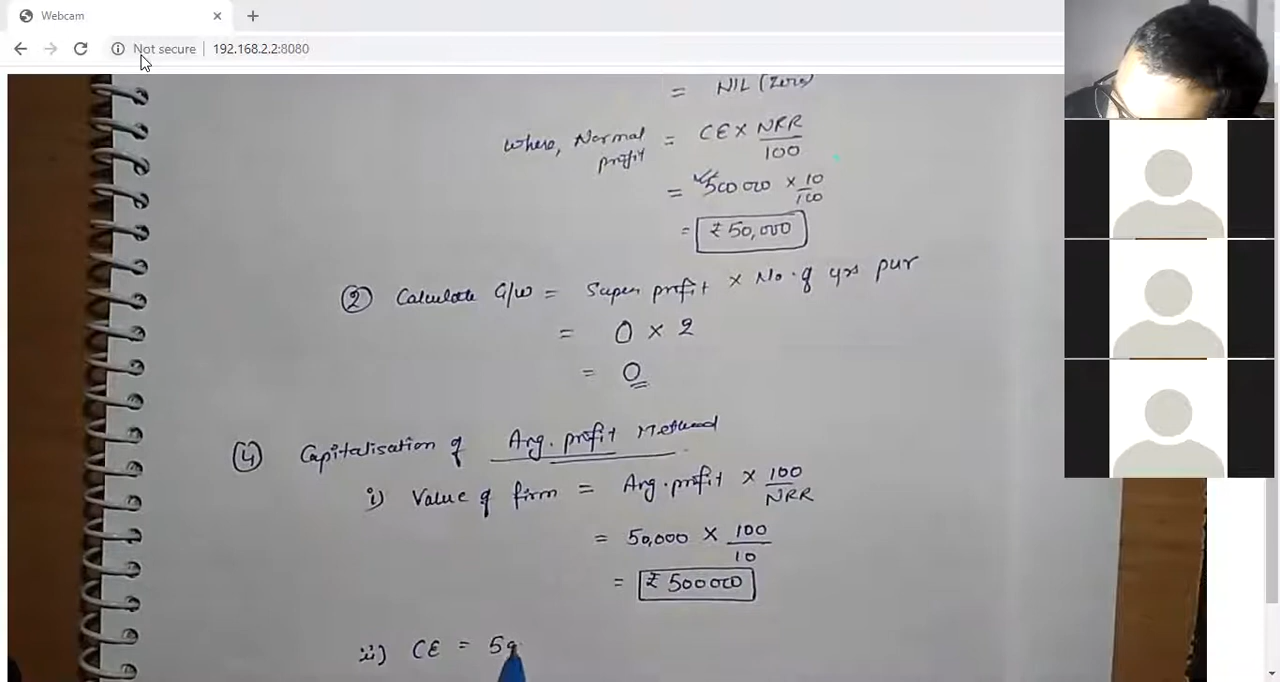 Webcam
Not secure 192.168.2.2:8080
= NIL (Zero)
where, Normal profit = CE × NRR / 100
= 500000 × 10 / 100
= ₹ 50,000
② Calculate G/w = Super profit × No. of yrs pur
= 0 × 2
= 0
④ Capitalisation of Avg. profit Method
i) Value of firm = Avg. profit × 100 / NRR
= 50,000 × 100 / 10
= ₹ 500000
ii) CE = 50